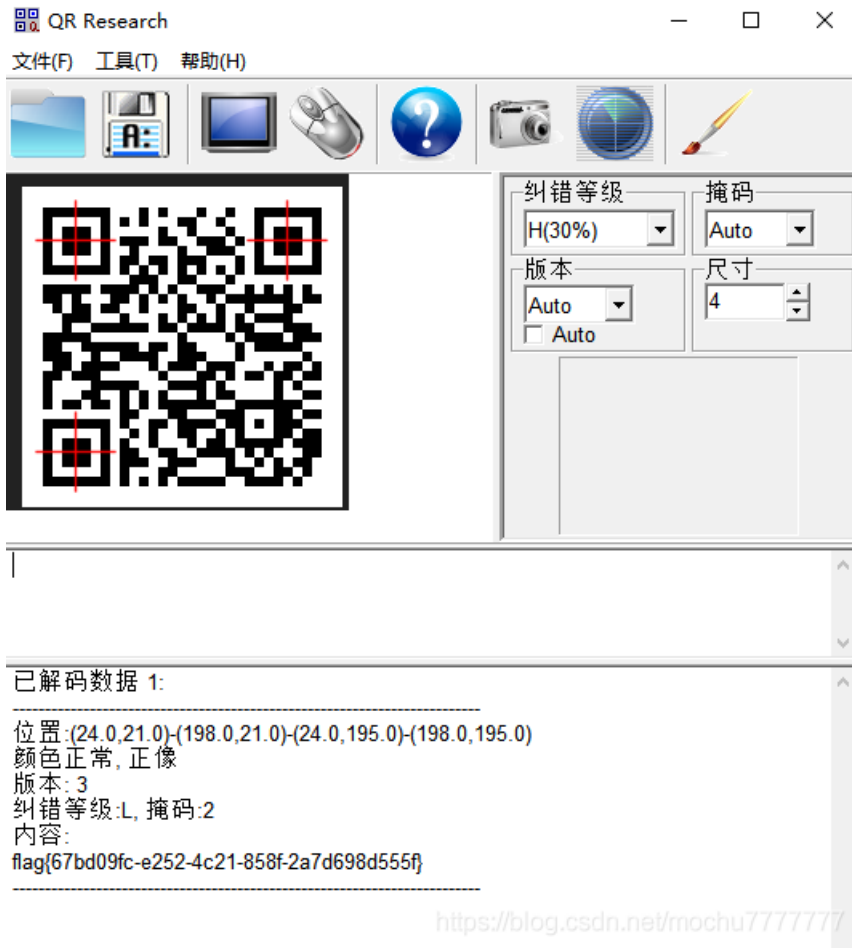 QR Research
文件(F) 工具(T) 帮助(H)
A:
?
纠错等级
掩码
H(30%)
Auto
版本
尺寸
Auto
4
Auto
已解码数据 1:
--------------------------------------------------------------------------------
位置:(24.0,21.0)-(198.0,21.0)-(24.0,195.0)-(198.0,195.0)
颜色正常, 正像
版本: 3
纠错等级:L, 掩码:2
内容:
flag{67bd09fc-e252-4c21-858f-2a7d698d555f}
--------------------------------------------------------------------------------
https://blog.csdn.net/mochu7777777